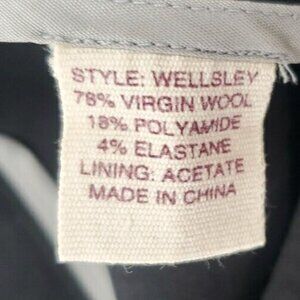 STYLE: WELLSLEY
78% VIRGIN WOOL
18% POLYAMIDE
4% ELASTANE
LINING: ACETATE
MADE IN CHINA